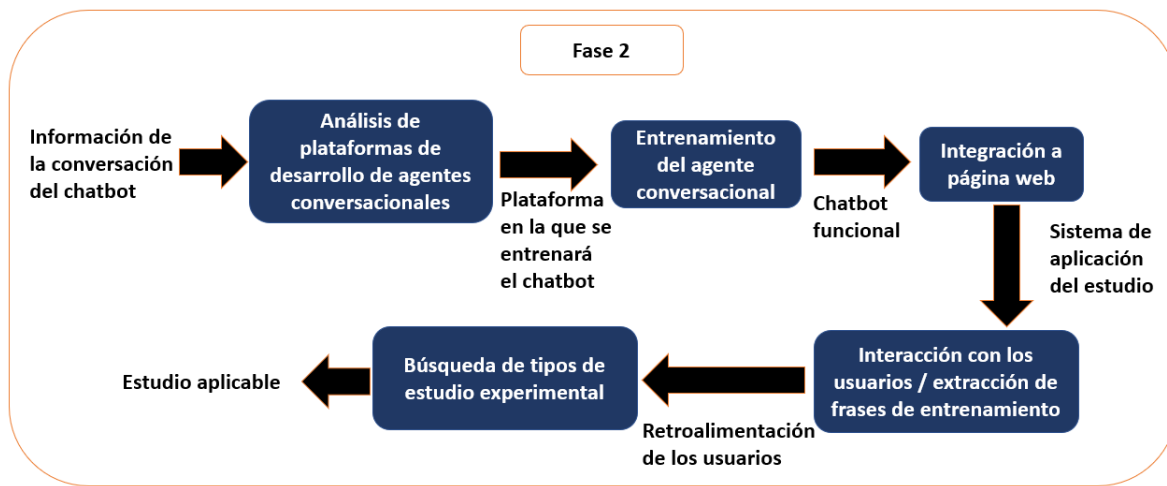 Fase 2
Información de
la conversación
del chatbot
Análisis de
plataformas de
desarrollo de agentes
conversacionales
Plataforma
en la que se
entrenará
el chatbot
Entrenamiento
del agente
conversacional
Chatbot
funcional
Integración a
página web
Sistema de
aplicación
del estudio
Interacción con los
usuarios / extracción de
frases de entrenamiento
Retroalimentación
de los usuarios
Búsqueda de tipos de
estudio experimental
Estudio aplicable